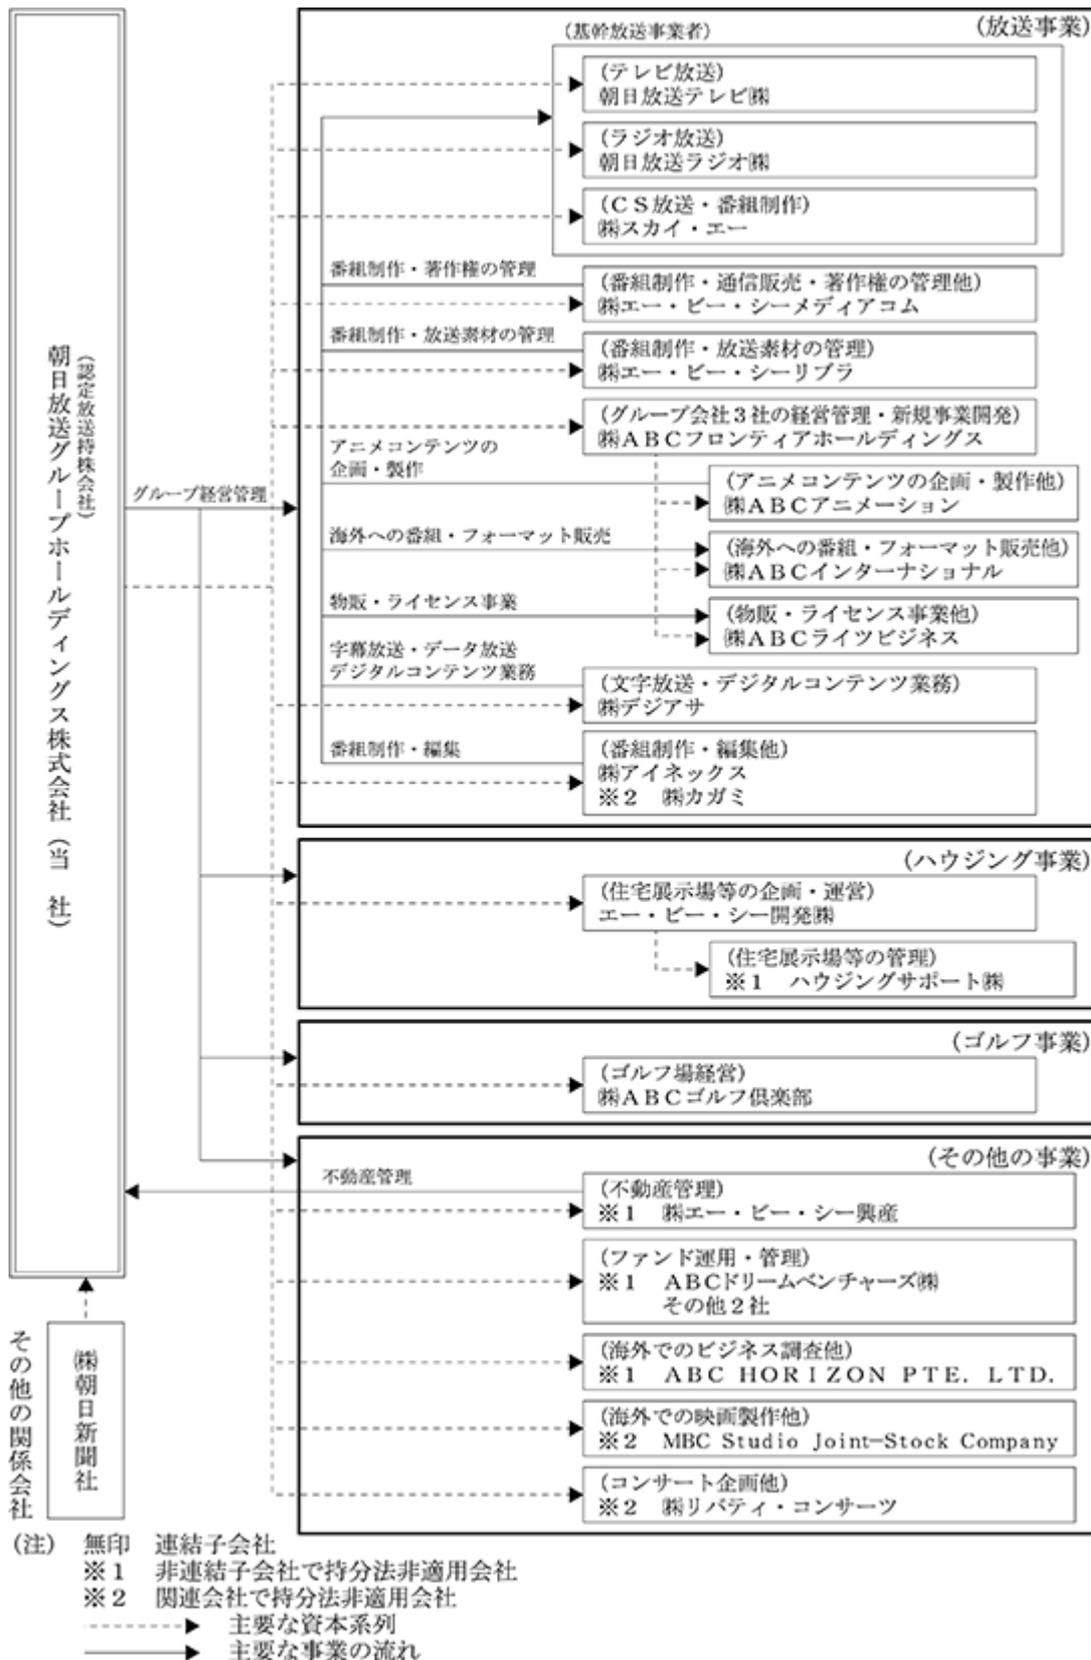 (認定放送持株会社)
朝日放送グループホールディングス株式会社(当 社)
グループ経営管理
(放送事業)
(基幹放送事業者)
(テレビ放送)
朝日放送テレビ㈱
(ラジオ放送)
朝日放送ラジオ㈱
(CS放送・番組制作)
㈱スカイ・エー
番組制作・著作権の管理
(番組制作・通信販売・著作権の管理他)
㈱エー・ビー・シーメディアコム
番組制作・放送素材の管理
(番組制作・放送素材の管理)
㈱エー・ビー・シーリブラ
(グループ会社3社の経営管理・新規事業開発)
㈱ABCフロンティアホールディングス
アニメコンテンツの
企画・製作
(アニメコンテンツの企画・製作他)
㈱ABCアニメーション
海外への番組・フォーマット販売
(海外への番組・フォーマット販売他)
㈱ABCインターナショナル
物販・ライセンス事業
(物販・ライセンス事業他)
㈱ABCライツビジネス
字幕放送・データ放送
デジタルコンテンツ業務
(文字放送・デジタルコンテンツ業務)
㈱デジアサ
番組制作・編集
(番組制作・編集他)
㈱アイネックス
※2 ㈱カガミ
(ハウジング事業)
(住宅展示場等の企画・運営)
エー・ビー・シー開発㈱
(住宅展示場等の管理)
※1 ハウジングサポート㈱
(ゴルフ事業)
(ゴルフ場経営)
㈱ABCゴルフ倶楽部
(その他の事業)
不動産管理
(不動産管理)
※1 ㈱エー・ビー・シー興産
(ファンド運用・管理)
※1 ABCドリームベンチャーズ㈱
その他2社
(海外でのビジネス調査他)
※1 ABC HORIZON PTE. LTD.
(海外での映画製作他)
※2 MBC Studio Joint-Stock Company
(コンサート企画他)
※2 ㈱リバティ・コンサーツ
その他の関係会社
㈱朝日新聞社
(注) 無印 連結子会社
※1 非連結子会社で持分法非適用会社
※2 関連会社で持分法非適用会社
主要な資本系列
主要な事業の流れ